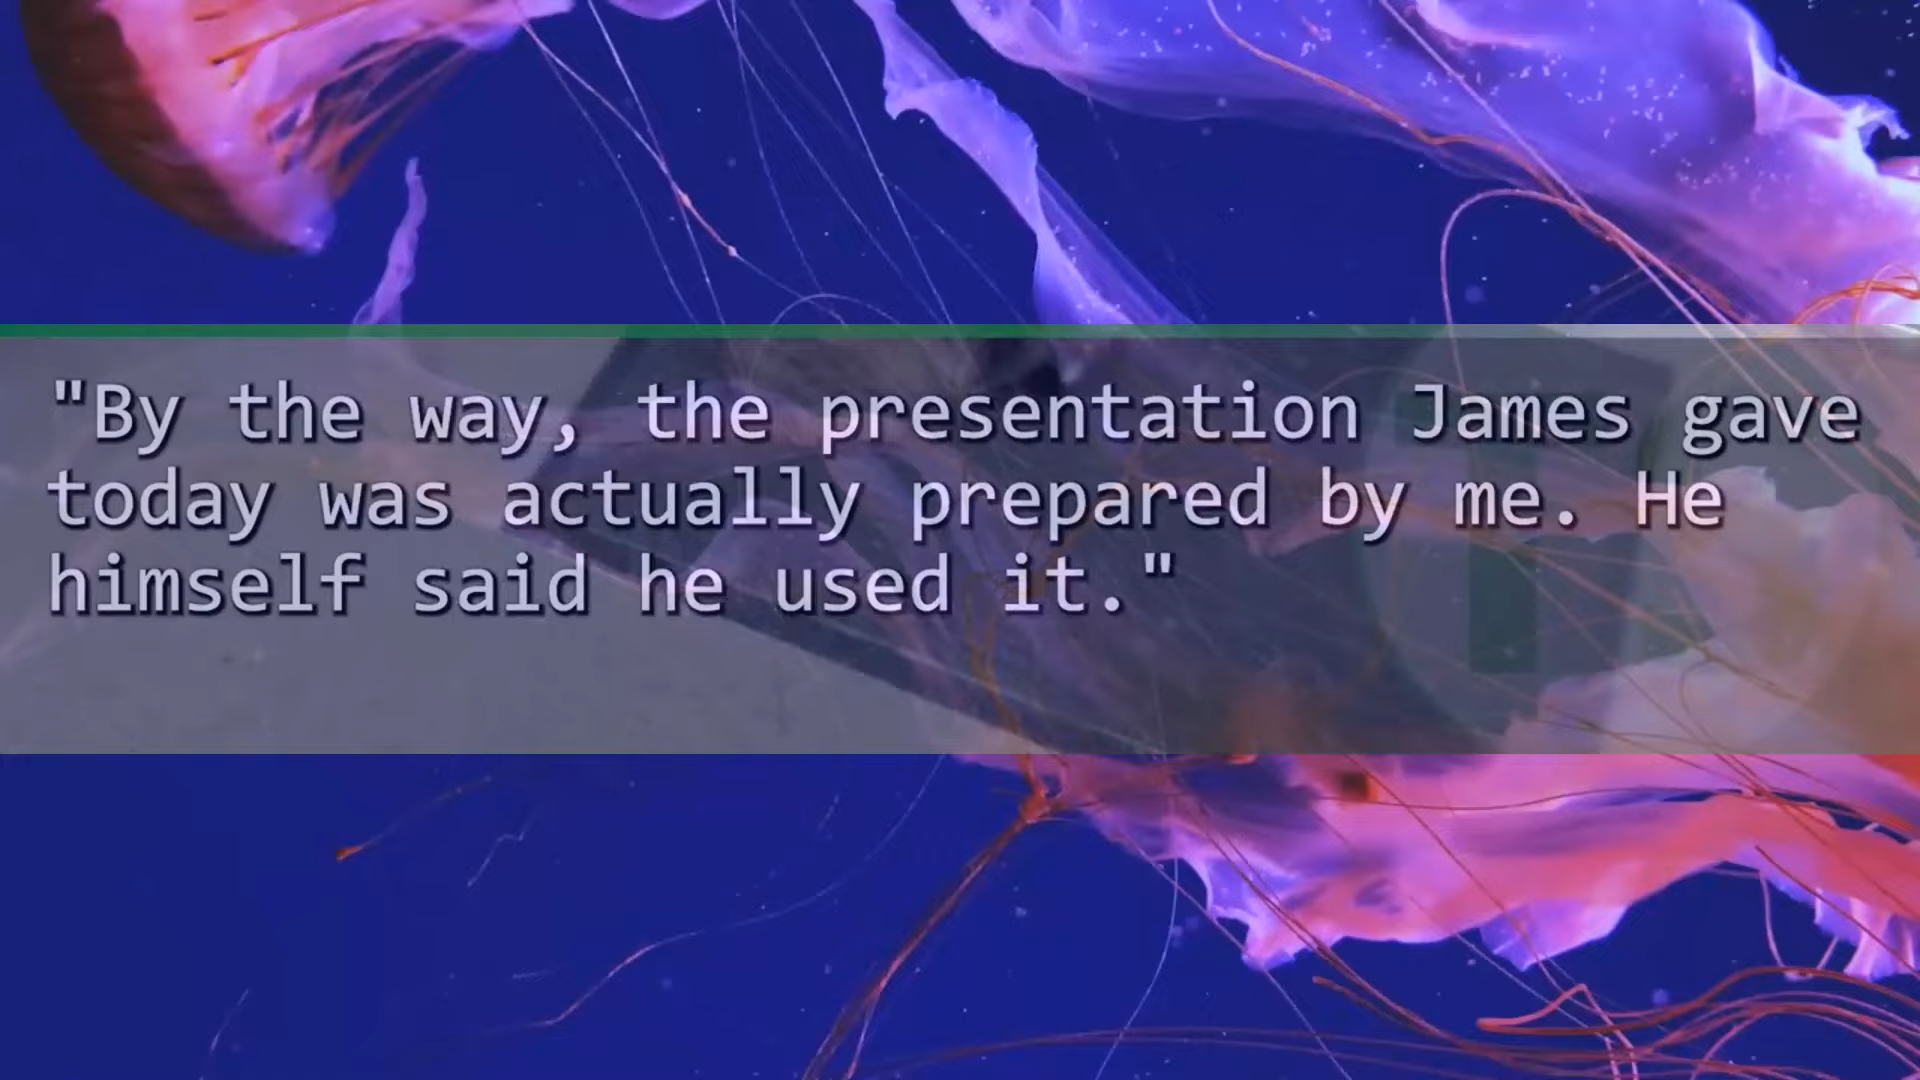 "By the way, the presentation James gave
today was actually prepared by me. He
himself said he used it."